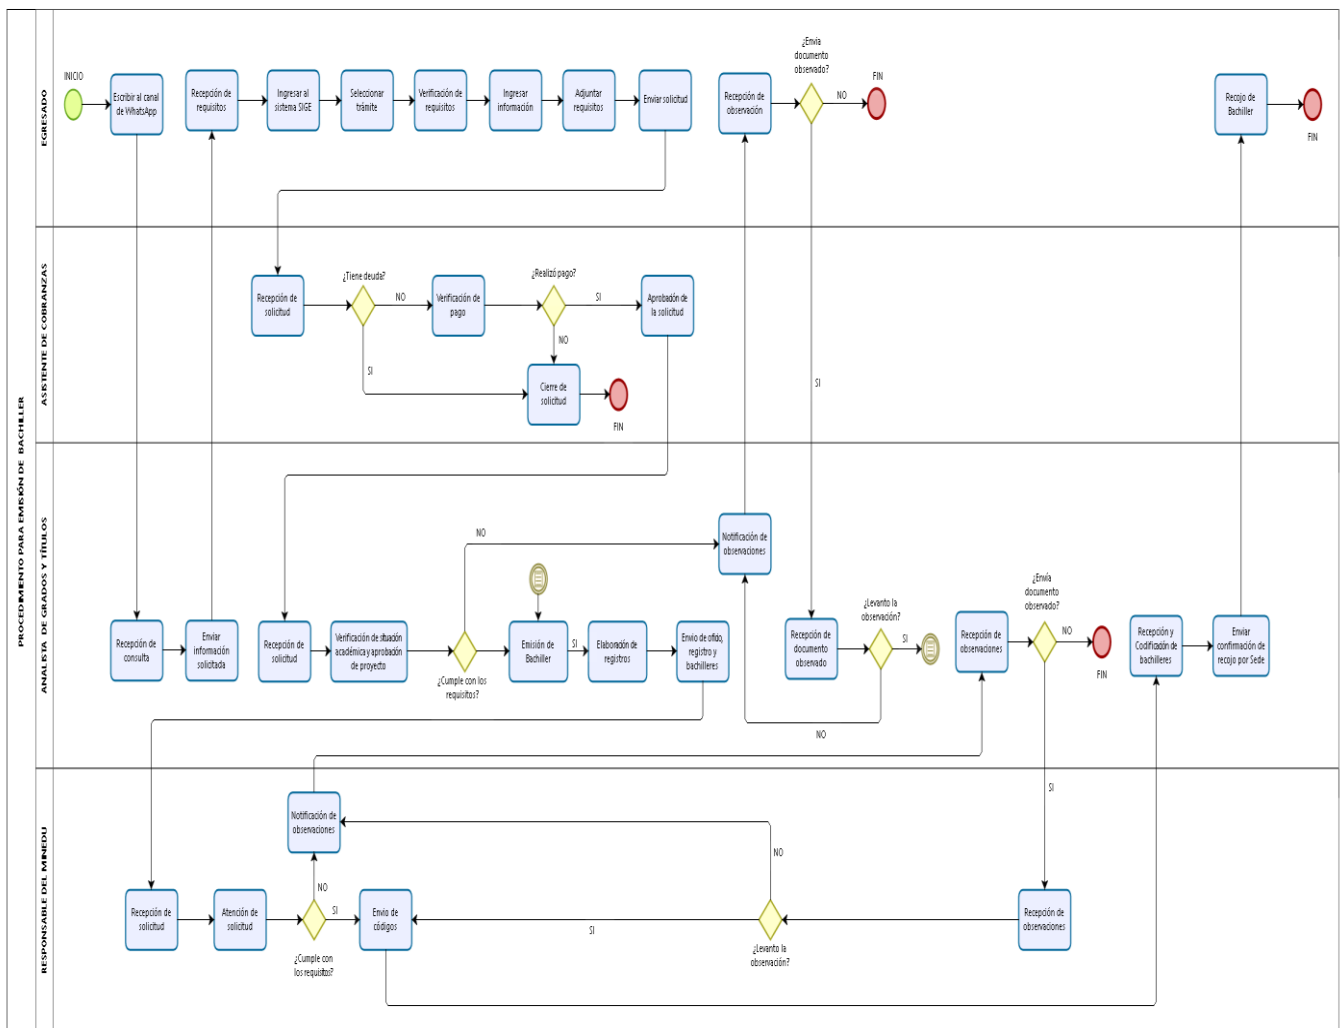 PROCEDIMIENTO PARA EMISIÓN DE BACHILLER
EGRESADO
INICIO
Escribir al canal
de WhatsApp
Recepción de
requisitos
Ingresar al
sistema SIGE
Seleccionar
trámite
Verificación de
requisitos
Ingresar
información
Adjuntar
requisitos
Enviar solicitud
Recepción de
observación
¿Envía
documento
observado?
NO
FIN
SI
Recojo de
Bachiller
FIN
ASISTENTE DE COBRANZAS
Recepción de
solicitud
¿Tiene deuda?
NO
SI
Verificación de
pago
¿Realizó pago?
SI
NO
Aprobación de
la solicitud
Cierre de
solicitud
FIN
ANALISTA DE GRADOS Y TÍTULOS
Recepción de
consulta
Enviar
información
solicitada
Recepción de
solicitud
Verificación de situación
académica y aprobación
de proyecto
¿Cumple con los
requisitos?
NO
Emisión de
Bachiller
SI
Elaboración de
registros
Envio de oficio,
registro y
bachilleres
Notificación de
observaciones
Recepción de
documento
observado
¿Levanto la
observación?
SI
NO
Recepción de
observaciones
¿Envía
documento
observado?
NO
FIN
SI
Recepción y
Codificación de
bachilleres
Enviar
confirmación de
recojo por Sede
RESPONSABLE DEL MINEDU
Notificación de
observaciones
Recepción de
solicitud
Atención de
solicitud
NO
SI
¿Cumple con
los requisitos?
Envio de
códigos
SI
NO
¿Levanto la
observación?
Recepción de
observaciones